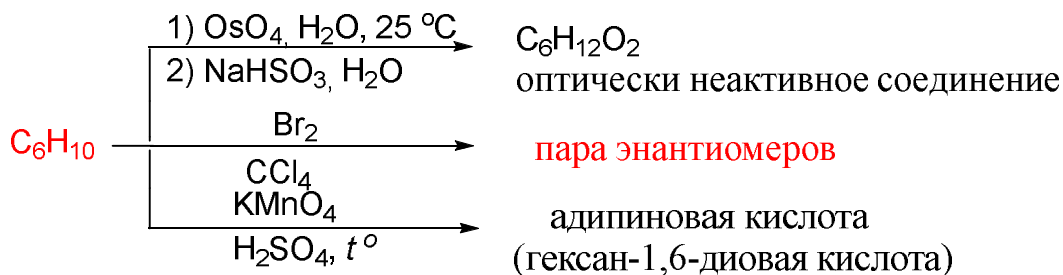 1) OsO₄, H₂O, 25 °C
2) NaHSO₃, H₂O
C₆H₁₂O₂
оптически неактивное соединение
C₆H₁₀
Br₂
CCl₄
пара энантиомеров
KMnO₄
H₂SO₄, t °
адипиновая кислота
(гексан-1,6-диовая кислота)